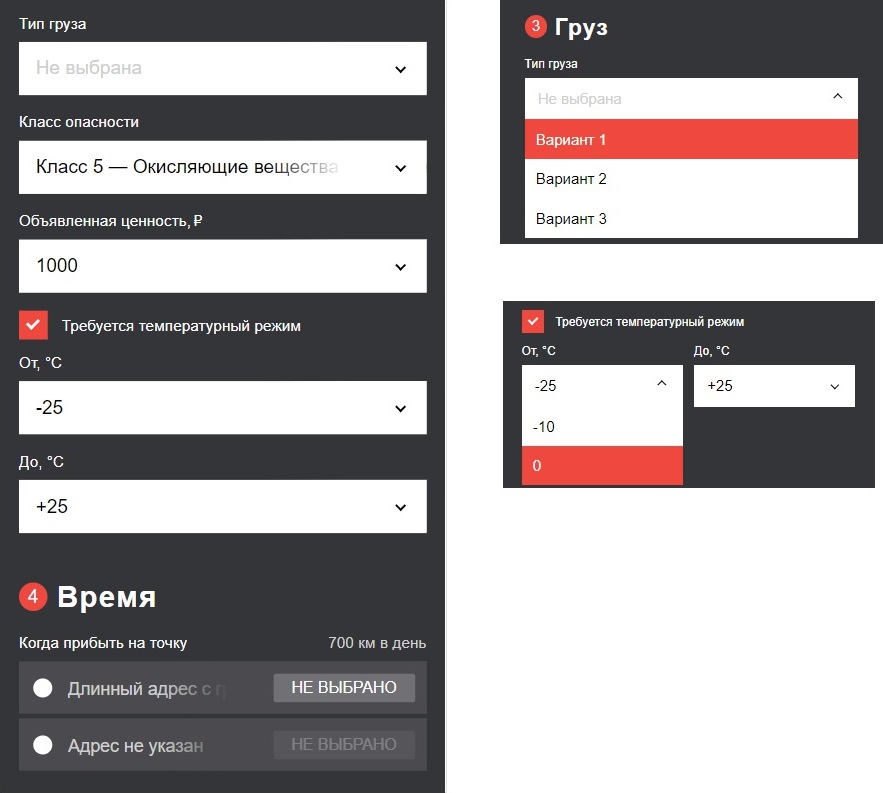 Тип груза
Не выбрана
Класс опасности
Класс 5 — Окисляющие вещества
Объявленная ценность, ₽
1000
Требуется температурный режим
От, °C
-25
До, °C
+25
4 Время
Когда прибыть на точку 700 км в день
Длинный адрес с г НЕ ВЫБРАНО
Адрес не указан НЕ ВЫБРАНО
3 Груз
Тип груза
Не выбрана
Вариант 1
Вариант 2
Вариант 3
Требуется температурный режим
От, °C До, °C
-25 +25
-10
0